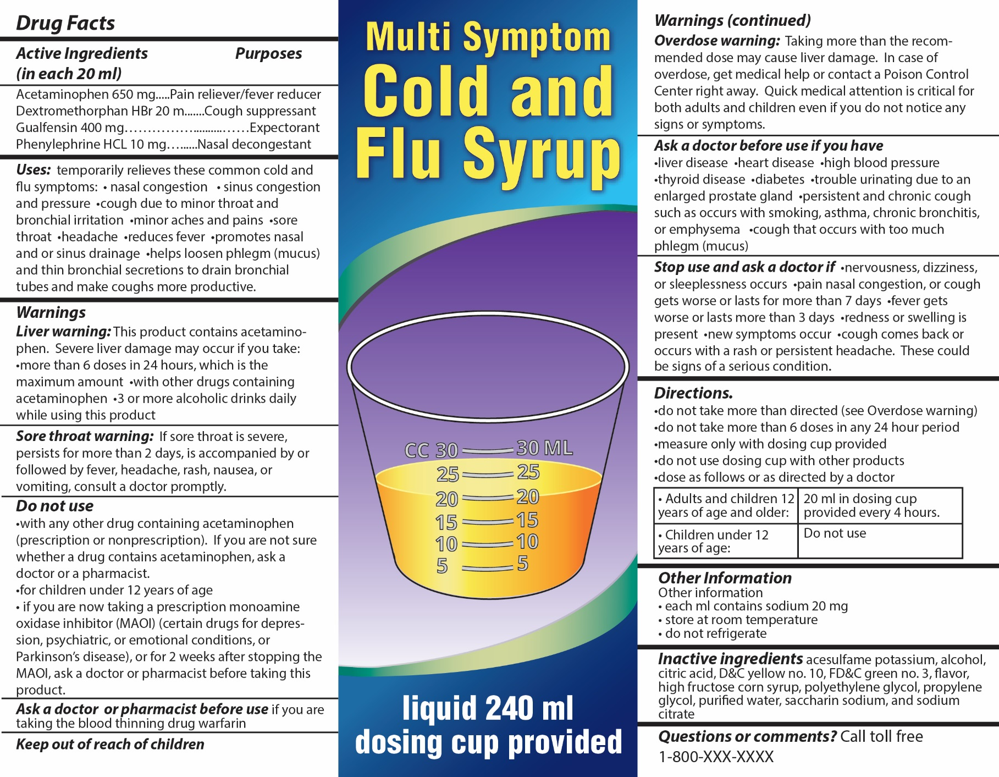 Drug Facts
Active Ingredients Purposes
(in each 20 ml)
Acetaminophen 650 mg.....Pain reliever/fever reducer
Dextromethorphan HBr 20 m.......Cough suppressant
Gualfensin 400 mg……………..........……Expectorant
Phenylephrine HCL 10 mg….......Nasal decongestant
Uses: temporarily relieves these common cold and
flu symptoms: • nasal congestion • sinus congestion
and pressure •cough due to minor throat and
bronchial irritation •minor aches and pains •sore
throat •headache •reduces fever •promotes nasal
and or sinus drainage •helps loosen phlegm (mucus)
and thin bronchial secretions to drain bronchial
tubes and make coughs more productive.
Warnings
Liver warning: This product contains acetamino-
phen. Severe liver damage may occur if you take:
•more than 6 doses in 24 hours, which is the
maximum amount •with other drugs containing
acetaminophen •3 or more alcoholic drinks daily
while using this product
Sore throat warning: If sore throat is severe,
persists for more than 2 days, is accompanied by or
followed by fever, headache, rash, nausea, or
vomiting, consult a doctor promptly.
Do not use
•with any other drug containing acetaminophen
(prescription or nonprescription). If you are not sure
whether a drug contains acetaminophen, ask a
doctor or a pharmacist.
•for children under 12 years of age
• if you are now taking a prescription monoamine
oxidase inhibitor (MAOI) (certain drugs for depres-
sion, psychiatric, or emotional conditions, or
Parkinson's disease), or for 2 weeks after stopping the
MAOI, ask a doctor or pharmacist before taking this
product.
Ask a doctor or pharmacist before use if you are
taking the blood thinning drug warfarin
Keep out of reach of children
Multi Symptom
Cold and
Flu Syrup
CC 30 30 ML
25 25
20 20
15 15
10 10
5 5
liquid 240 ml
dosing cup provided
Warnings (continued)
Overdose warning: Taking more than the recom-
mended dose may cause liver damage. In case of
overdose, get medical help or contact a Poison Control
Center right away. Quick medical attention is critical for
both adults and children even if you do not notice any
signs or symptoms.
Ask a doctor before use if you have
•liver disease •heart disease •high blood pressure
•thyroid disease •diabetes •trouble urinating due to an
enlarged prostate gland •persistent and chronic cough
such as occurs with smoking, asthma, chronic bronchitis,
or emphysema •cough that occurs with too much
phlegm (mucus)
Stop use and ask a doctor if •nervousness, dizziness,
or sleeplessness occurs •pain nasal congestion, or cough
gets worse or lasts for more than 7 days •fever gets
worse or lasts more than 3 days •redness or swelling is
present •new symptoms occur •cough comes back or
occurs with a rash or persistent headache. These could
be signs of a serious condition.
Directions.
•do not take more than directed (see Overdose warning)
•do not take more than 6 doses in any 24 hour period
•measure only with dosing cup provided
•do not use dosing cup with other products
•dose as follows or as directed by a doctor
• Adults and children 12 20 ml in dosing cup
years of age and older: provided every 4 hours.
• Children under 12 Do not use
years of age:
Other Information
Other information
• each ml contains sodium 20 mg
• store at room temperature
• do not refrigerate
Inactive ingredients acesulfame potassium, alcohol,
citric acid, D&C yellow no. 10, FD&C green no. 3, flavor,
high fructose corn syrup, polyethylene glycol, propylene
glycol, purified water, saccharin sodium, and sodium
citrate
Questions or comments? Call toll free
1-800-XXX-XXXX